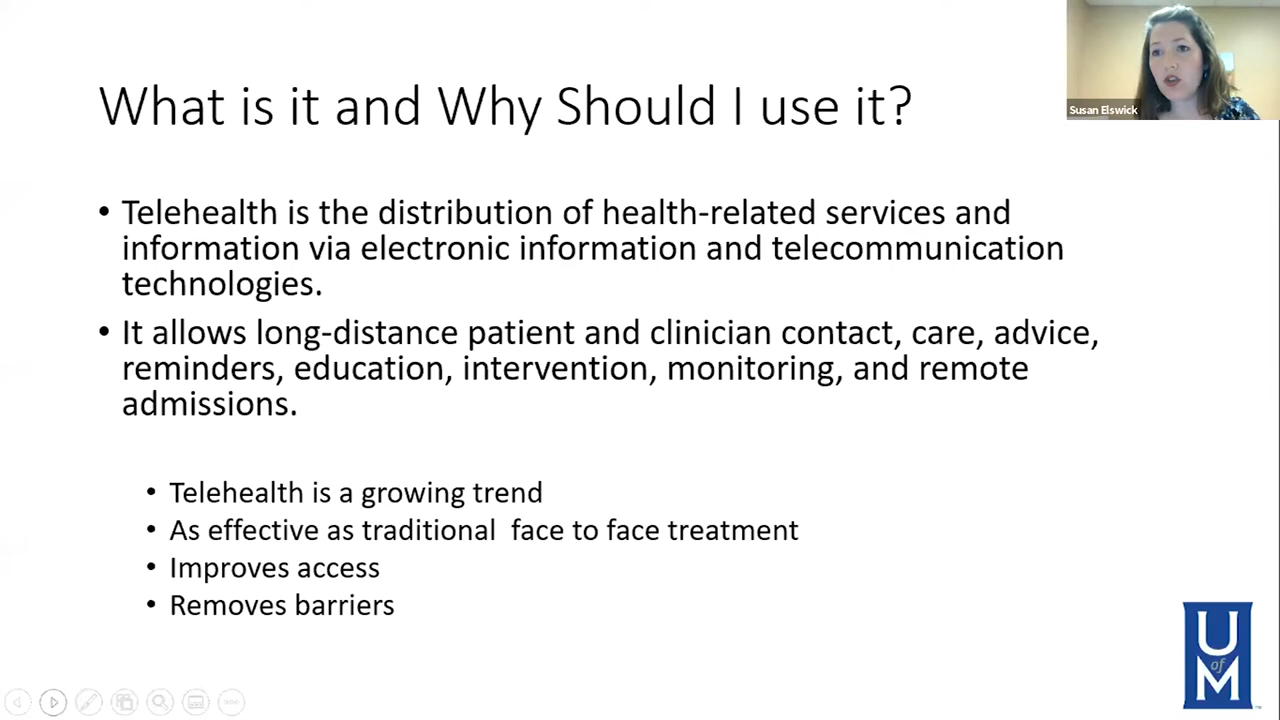 What is it and Why Should I use it?
Susan Elswick
• Telehealth is the distribution of health-related services and
information via electronic information and telecommunication
technologies.
• It allows long-distance patient and clinician contact, care, advice,
reminders, education, intervention, monitoring, and remote
admissions.
• Telehealth is a growing trend
• As effective as traditional  face to face treatment
• Improves access
• Removes barriers
U
of
M
™